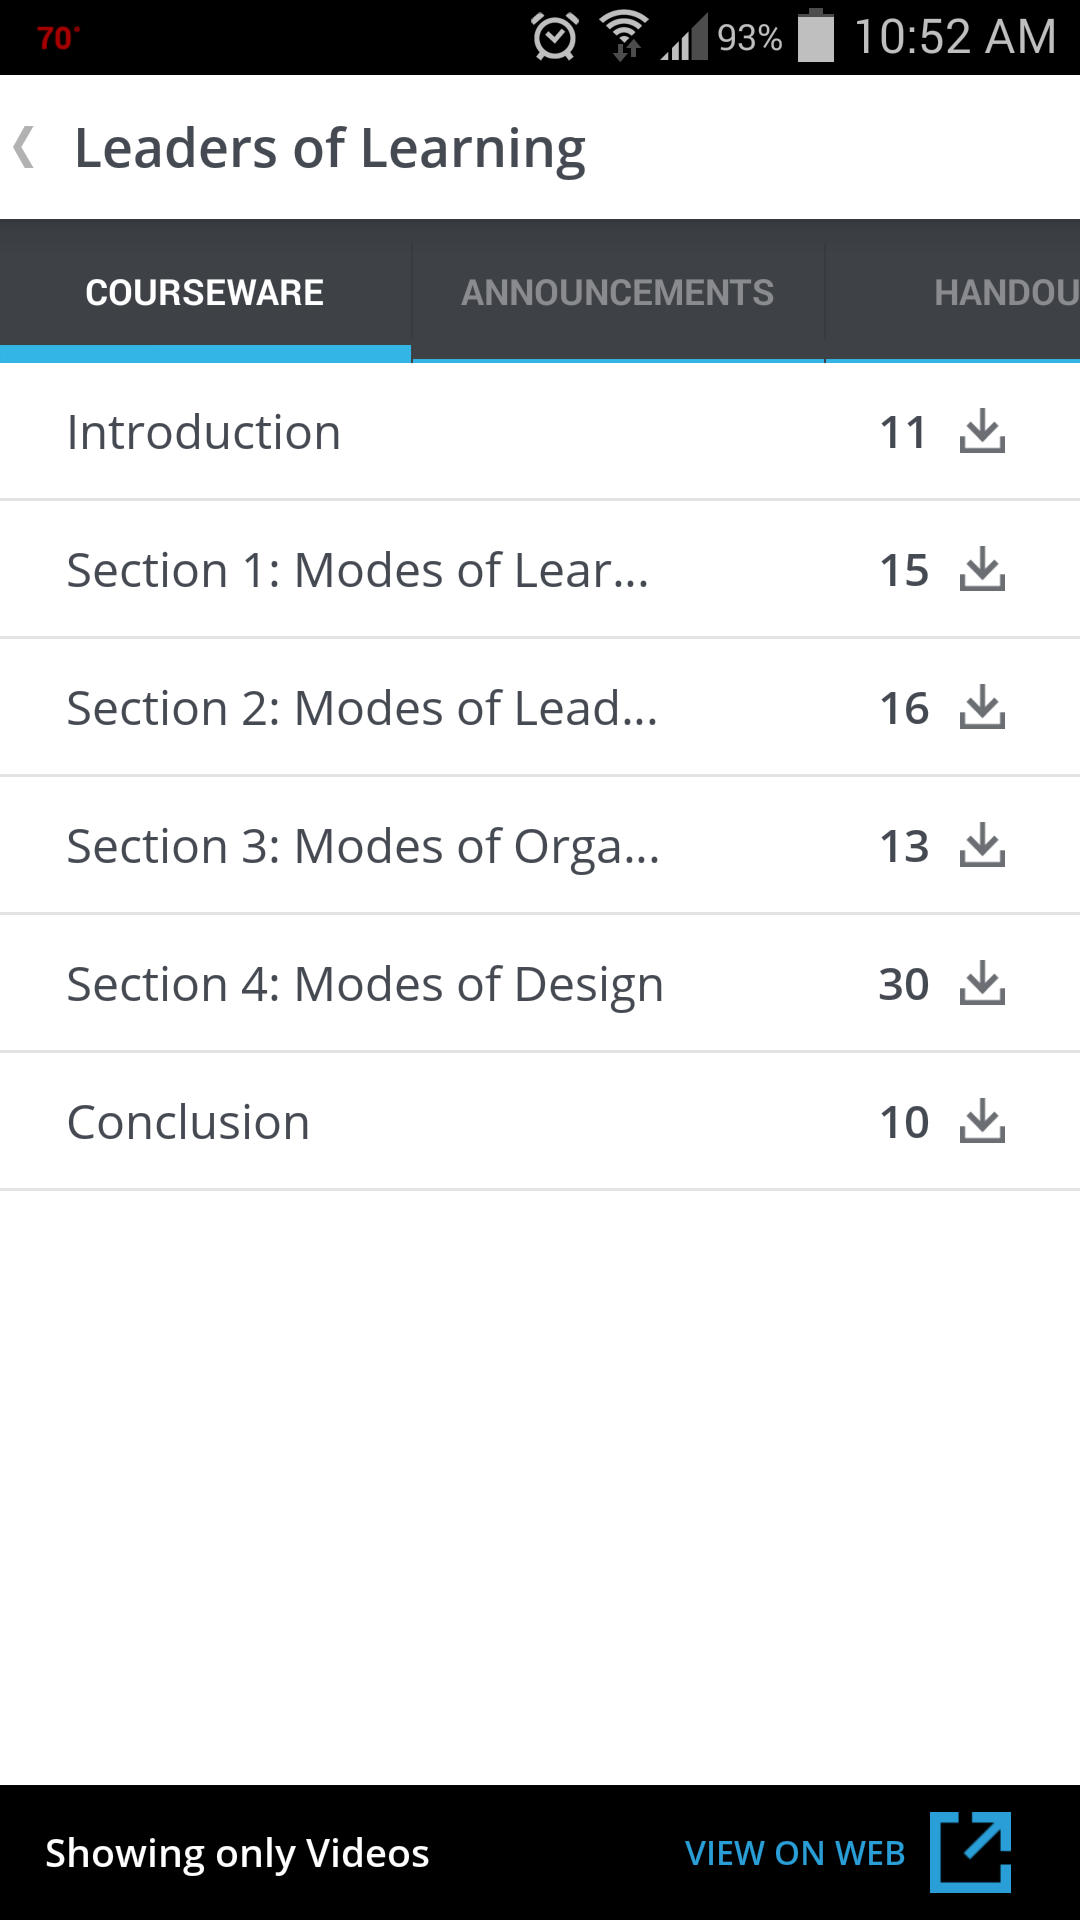 70°
93% 10:52 AM
Leaders of Learning
COURSEWARE ANNOUNCEMENTS HANDOU
Introduction 11
Section 1: Modes of Lear... 15
Section 2: Modes of Lead... 16
Section 3: Modes of Orga... 13
Section 4: Modes of Design 30
Conclusion 10
Showing only Videos VIEW ON WEB